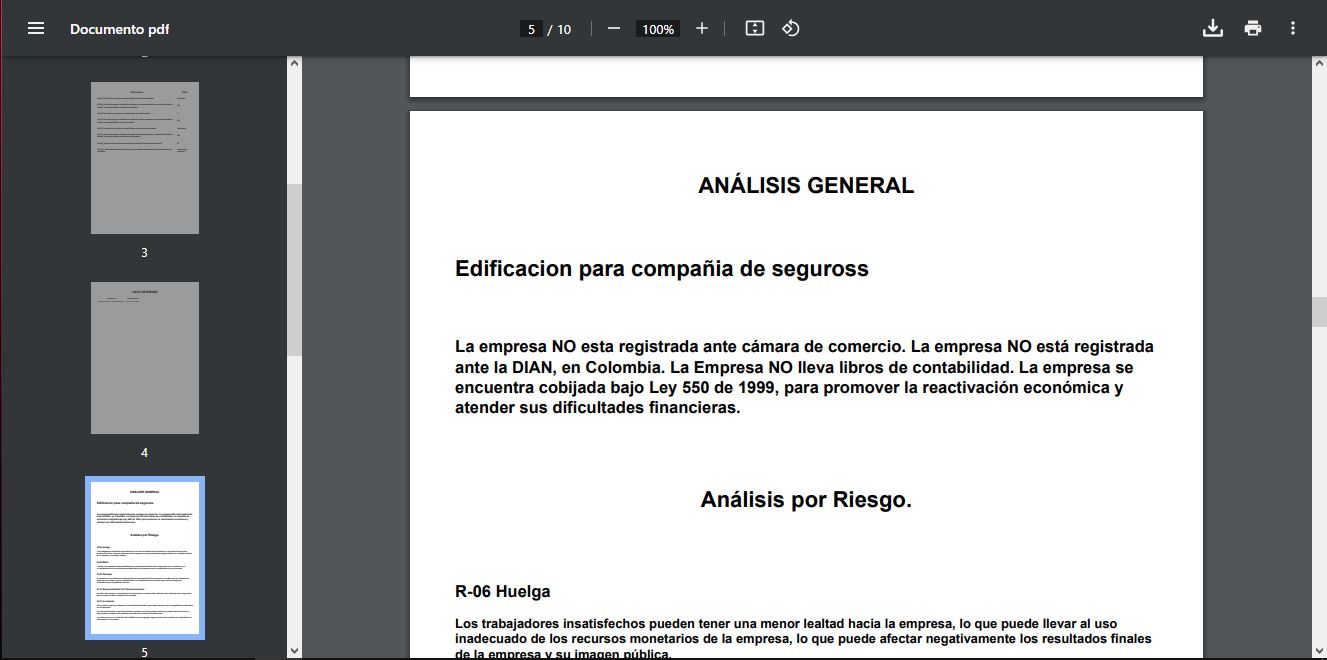 Documento pdf
5 / 10
100%
3
4
5
ANÁLISIS GENERAL
Edificacion para compañia de seguross
La empresa NO esta registrada ante cámara de comercio. La empresa NO está registrada
ante la DIAN, en Colombia. La Empresa NO lleva libros de contabilidad. La empresa se
encuentra cobijada bajo Ley 550 de 1999, para promover la reactivación económica y
atender sus dificultades financieras.
Análisis por Riesgo.
R-06 Huelga
Los trabajadores insatisfechos pueden tener una menor lealtad hacia la empresa, lo que puede llevar al uso
inadecuado de los recursos monetarios de la empresa, lo que puede afectar negativamente los resultados finales
de la empresa y su imagen pública.